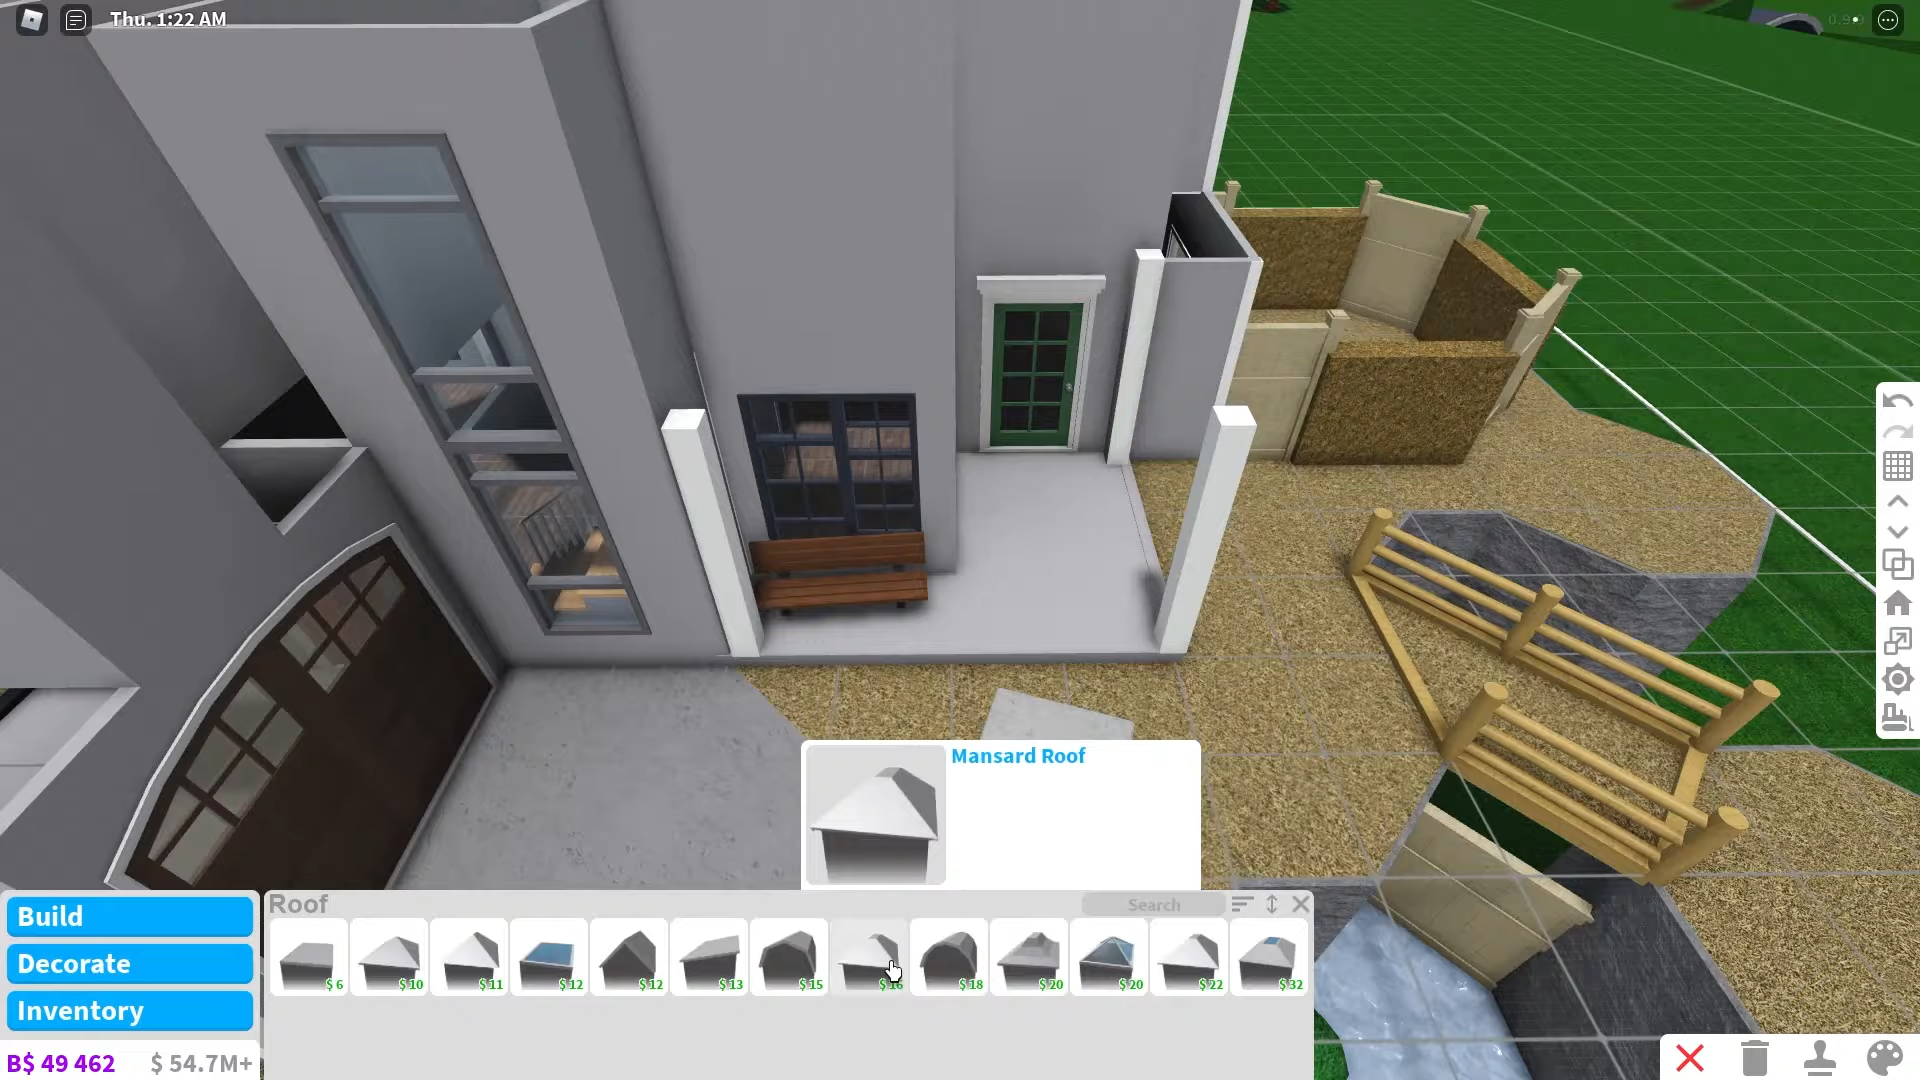 Thu. 1:22 AM
Mansard Roof
Build
Decorate
Inventory
Roof
Search
$ 6
$10
$11
$12
$12
$13
$15
$16
$18
$20
$20
$22
$32
B$ 49 462
$ 54.7M+